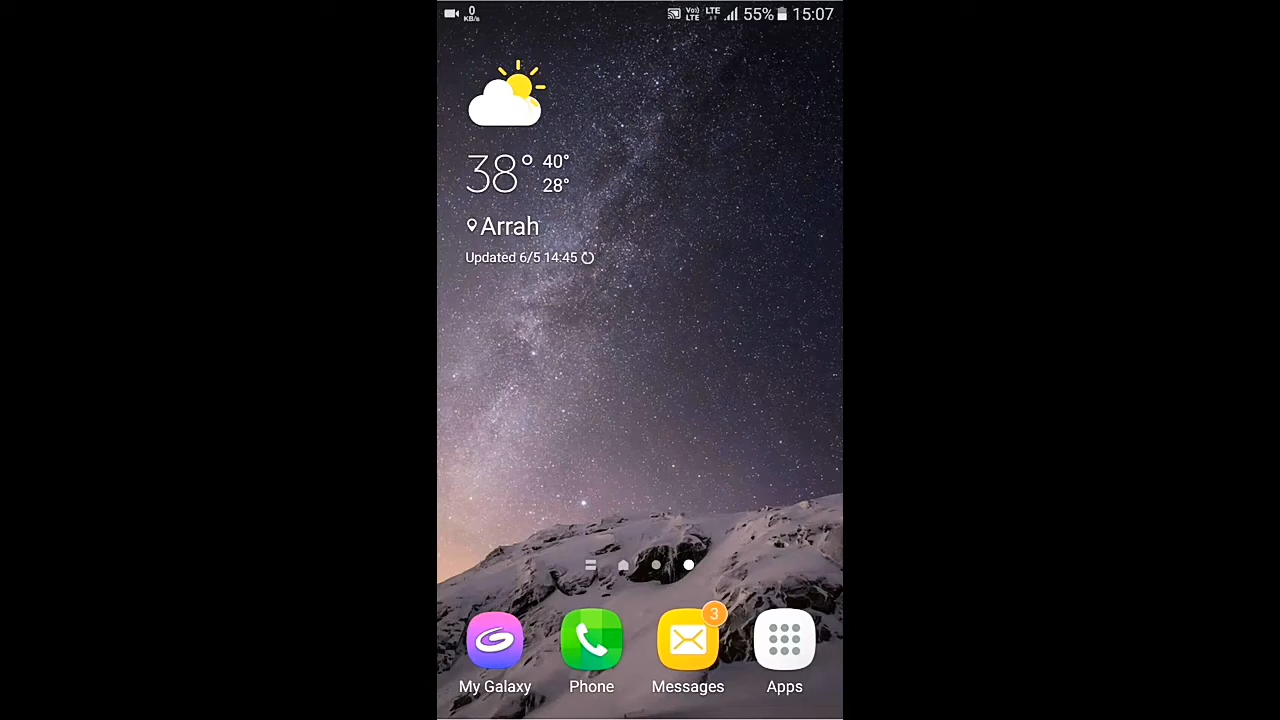 0
KB/s
Vo))
LTE
LTE
55%
15:07
38°
40°
28°
Arrah
Updated 6/5 14:45
3
My Galaxy
Phone
Messages
Apps